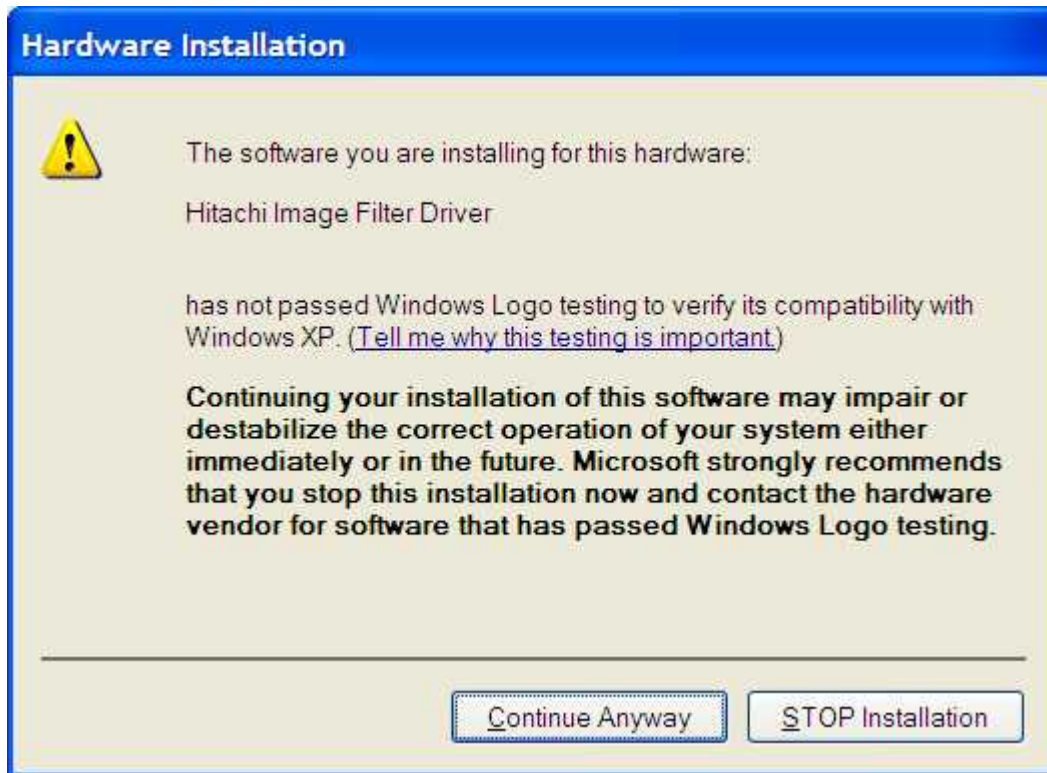 Hardware Installation
The software you are installing for this hardware:
Hitachi Image Filter Driver
has not passed Windows Logo testing to verify its compatibility with
Windows XP. (Tell me why this testing is important.)
Continuing your installation of this software may impair or
destabilize the correct operation of your system either
immediately or in the future. Microsoft strongly recommends
that you stop this installation now and contact the hardware
vendor for software that has passed Windows Logo testing.
Continue Anyway
STOP Installation